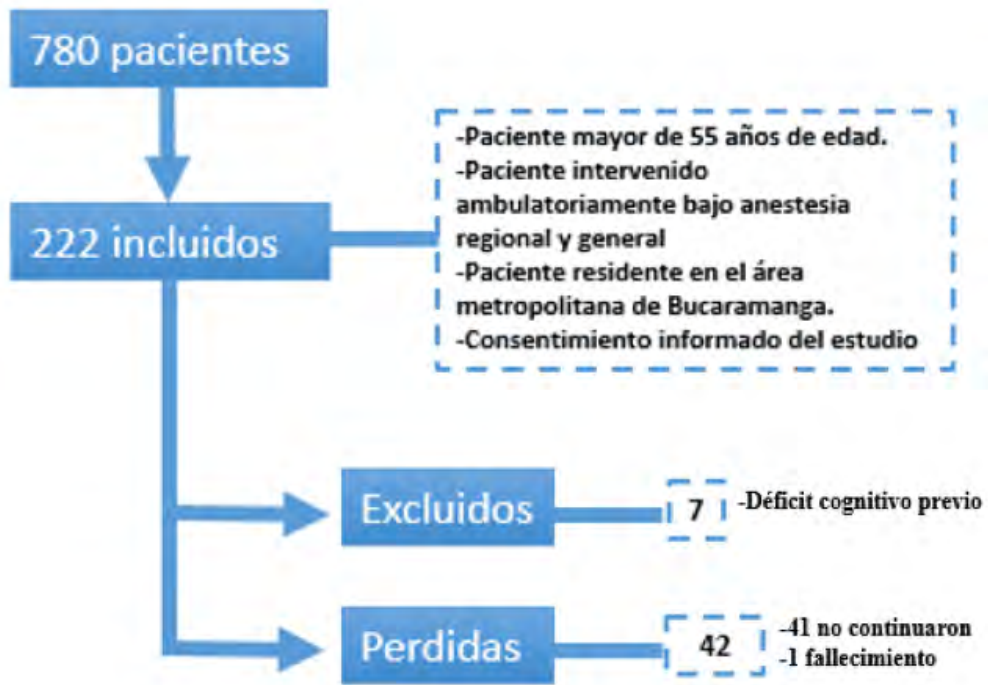 780 pacientes
-Paciente mayor de 55 años de edad.
-Paciente intervenido
ambulatoriamente bajo anestesia
regional y general
-Paciente residente en el área
metropolitana de Bucaramanga.
-Consentimiento informado del estudio
222 incluidos
Excluidos
7
-Déficit cognitivo previo
Perdidas
42
-41 no continuaron
-1 fallecimiento